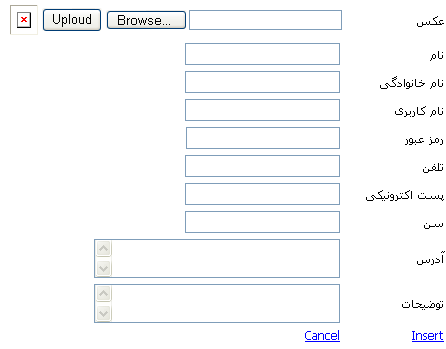 عکس Browse... Uploud
نام
نام خانوادگی
نام کاربری
رمز عبور
تلفن
پست اکترونیکی
سن
آدرس
توضیحات
Insert Cancel